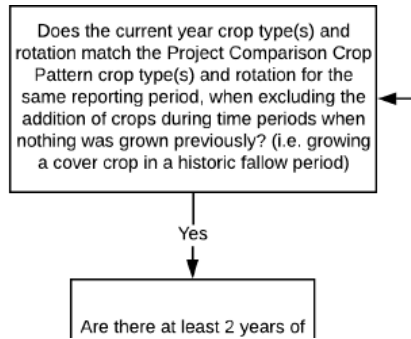 Does the current year crop type(s) and
rotation match the Project Comparison Crop
Pattern crop type(s) and rotation for the
same reporting period, when excluding the
addition of crops during time periods when
nothing was grown previously? (i.e. growing
a cover crop in a historic fallow period)
Yes
Are there at least 2 years of